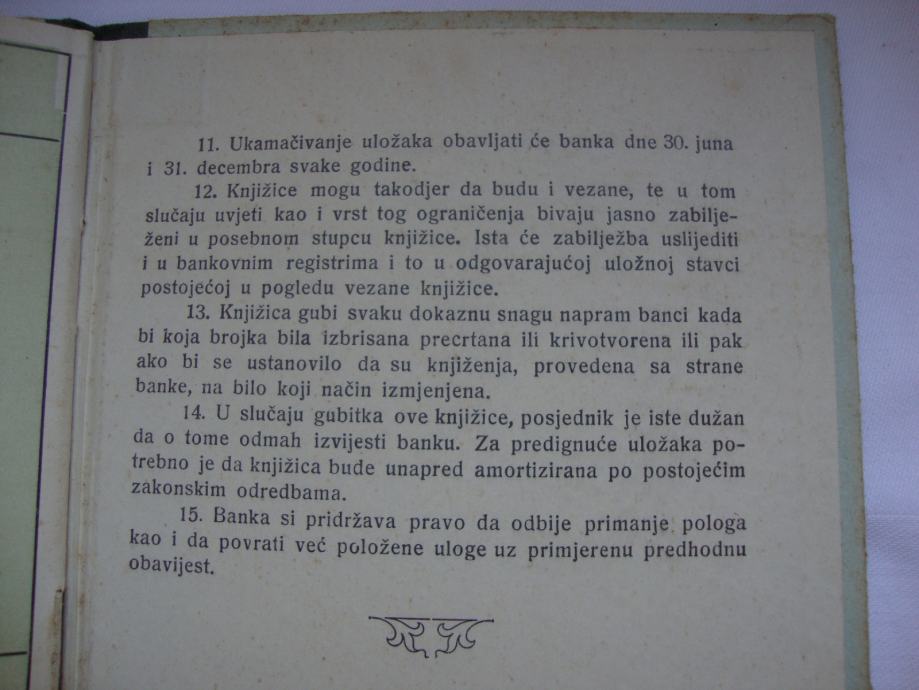 11. Ukamačivanje uložaka obavljati će banka dne 30. juna
i 31. decembra svake godine.
12. Knjižice mogu takodjer da budu i vezane, te u tom
slučaju uvjeti kao i vrst tog ograničenja bivaju jasno zabilje-
ženi u posebnom stupcu knjižice. Ista će zabilježba uslijediti
i u bankovnim registrima i to u odgovarajućoj uložnoj stavci
postojećoj u pogledu vezane knjižice.
13. Knjižica gubi svaku dokaznu snagu napram banci kada
bi koja brojka bila izbrisana precrtana ili krivotvorena ili pak
ako bi se ustanovilo da su knjiženja, provedena sa strane
banke, na bilo koji način izmjenjena.
14. U slučaju gubitka ove knjižice, posjednik je iste dužan
da o tome odmah izvijesti banku. Za predignuće uložaka po-
trebno je da knjižica bude unapred amortizirana po postojećim
zakonskim odredbama.
15. Banka si pridržava pravo da odbije primanje pologa
kao i da povrati već položene uloge uz primjerenu predhodnu
obavijest.